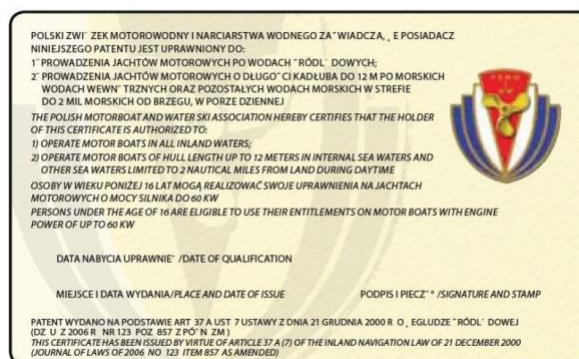 POLSKI ZWI˙ ZEK MOTOROWODNY I NARCIARSTWA WODNEGO ZA˝WIADCZA, ˛ E POSIADACZ
NINIEJSZEGO PATENTU JEST UPRAWNIONY DO:
1˝ PROWADZENIA JACHTÓW MOTOROWYCH PO WODACH ˝RÓDL˙ DOWYCH;
2˝ PROWADZENIA JACHTÓW MOTOROWYCH O DŁUGO˝CI KADŁUBA DO 12 M PO MORSKICH
WODACH WEWN˝ TRZNYCH ORAZ POZOSTAŁYCH WODACH MORSKICH W STREFIE
DO 2 MIL MORSKICH OD BRZEGU, W PORZE DZIENNEJ
THE POLISH MOTORBOAT AND WATER SKI ASSOCIATION HEREBY CERTIFIES THAT THE HOLDER
OF THIS CERTIFICATE IS AUTHORIZED TO:
1) OPERATE MOTOR BOATS IN ALL INLAND WATERS;
2) OPERATE MOTOR BOATS OF HULL LENGTH UP TO 12 METERS IN INTERNAL SEA WATERS AND
OTHER SEA WATERS LIMITED TO 2 NAUTICAL MILES FROM LAND DURING DAYTIME
OSOBY W WIEKU PONIŻEJ 16 LAT MOGĄ REALIZOWAĆ SWOJE UPRAWNIENIA NA JACHTACH
MOTOROWYCH O MOCY SILNIKA DO 60 KW
PERSONS UNDER THE AGE OF 16 ARE ELIGIBLE TO USE THEIR ENTITLEMENTS ON MOTOR BOATS WITH ENGINE
POWER OF UP TO 60 KW
DATA NABYCIA UPRAWNIE˝ /DATE OF QUALIFICATION
MIEJSCE I DATA WYDANIA/PLACE AND DATE OF ISSUE PODPIS I PIECZ˝ ° /SIGNATURE AND STAMP
PATENT WYDANO NA PODSTAWIE ART 37 A UST 7 USTAWY Z DNIA 21 GRUDNIA 2000 R O ˛ EGLUDZE ˝RÓDL˙ DOWEJ
(DZ U Z 2006 R NR 123 POZ 857 Z PÓ˝N ZM )
THIS CERTIFICATE HAS BEEN ISSUED BY VIRTUE OF ARTICLE 37 A (7) OF THE INLAND NAVIGATION LAW OF 21 DECEMBER 2000
(JOURNAL OF LAWS OF 2006 NO 123 ITEM 857 AS AMENDED)